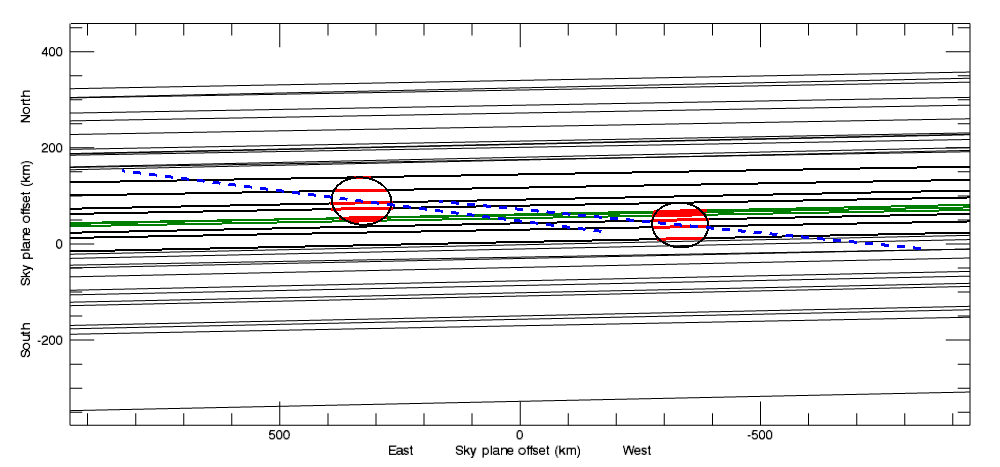 400
North
200
Sky plane offset (km)
0
South
-200
500
0
-500
East
Sky plane offset (km)
West